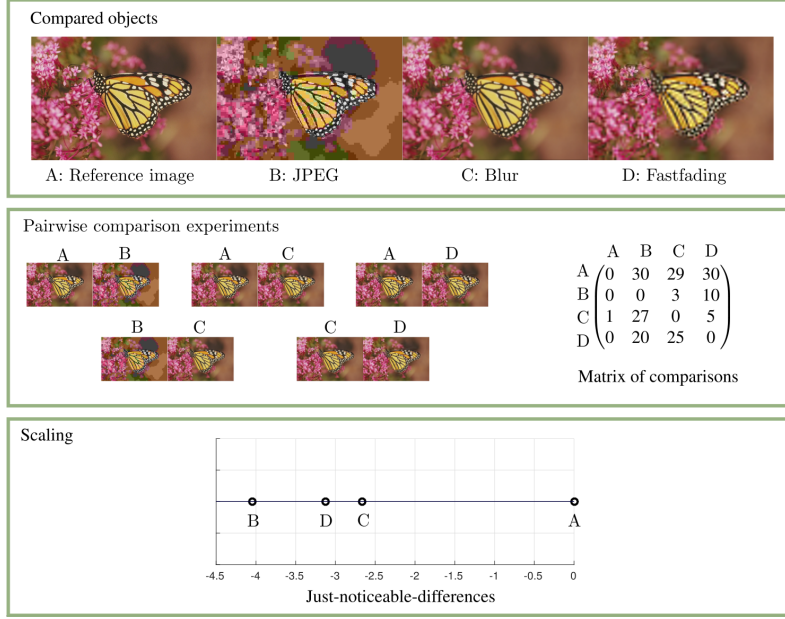 Compared objects
A: Reference image B: JPEG C: Blur D: Fastfading
Pairwise comparison experiments
A B A C A D
B C C D
A B C D
A 0 30 29 30
B 0 0 3 10
C 1 27 0 5
D 0 20 25 0
Matrix of comparisons
Scaling
B D C A
-4.5 -4 -3.5 -3 -2.5 -2 -1.5 -1 -0.5 0
Just-noticeable-differences